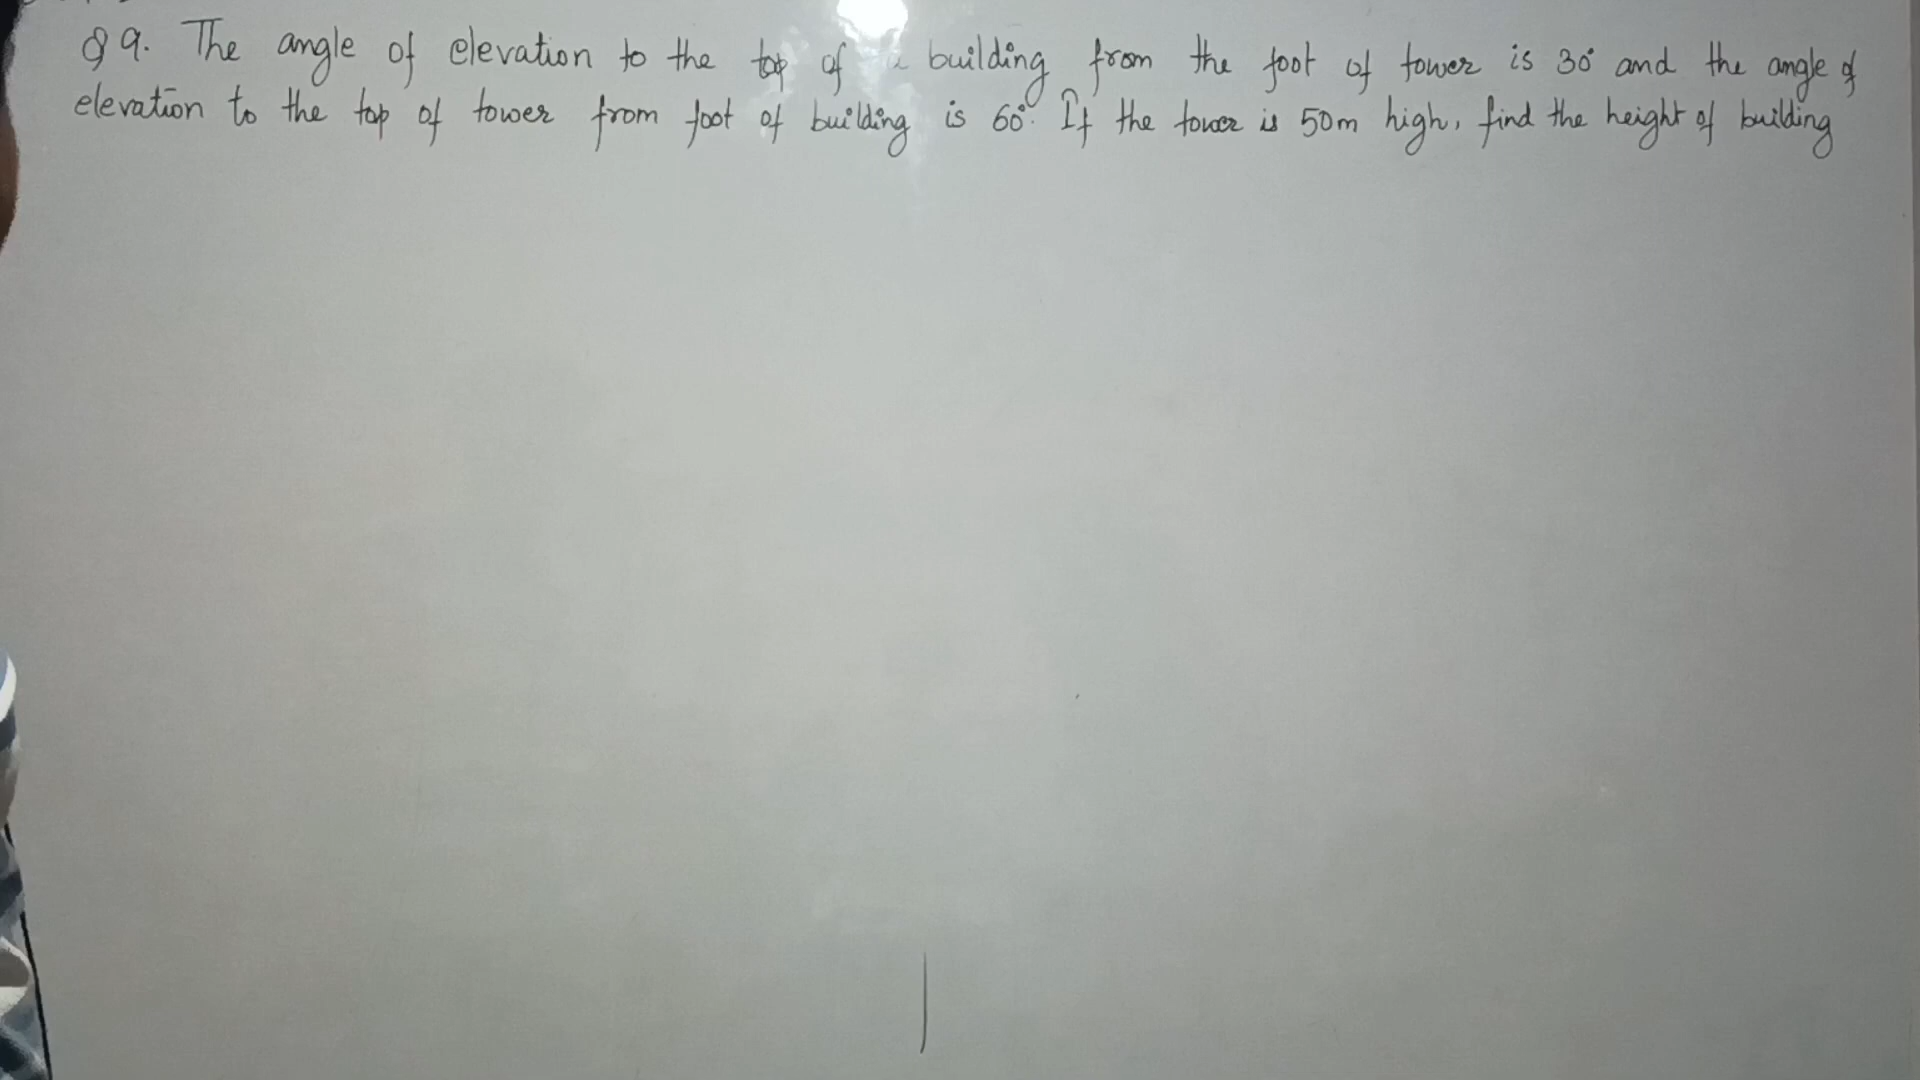 Q 9. The angle of elevation to the top of a building from the foot of tower is 30° and the angle of
elevation to the top of tower from foot of building is 60°. If the tower is 50m high, find the height of building